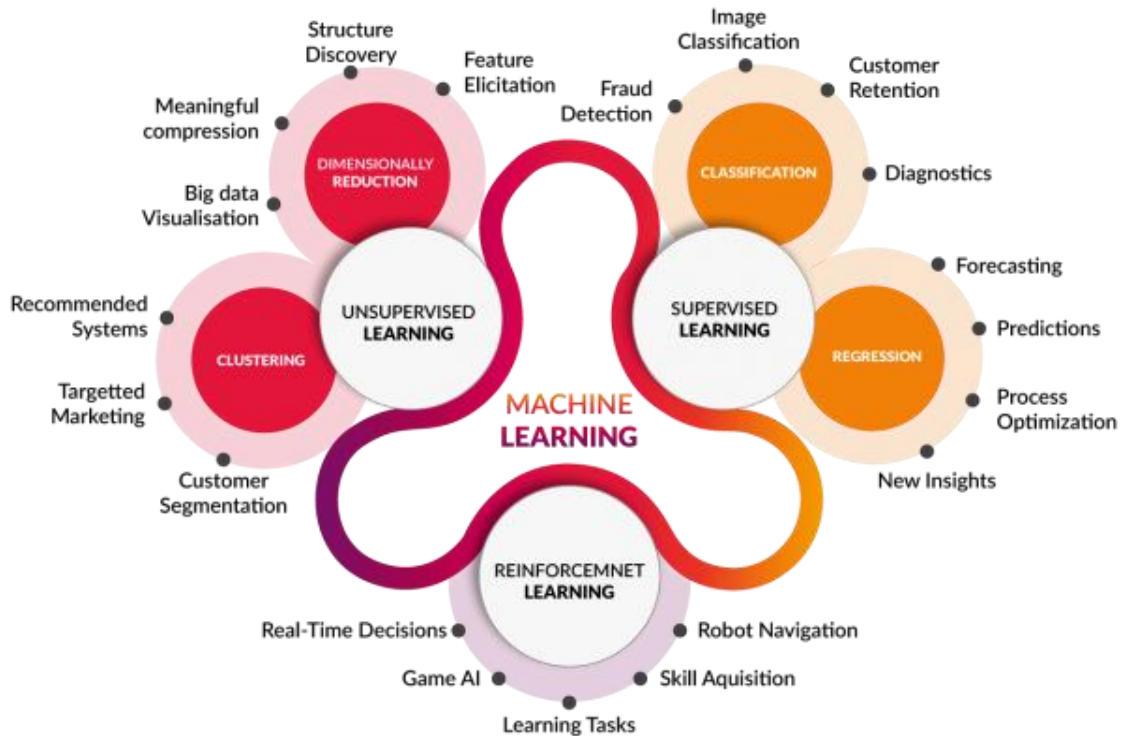 Structure
Discovery
Feature
Elicitation
Meaningful
compression
Big data
Visualisation
DIMENSIONALLY
REDUCTION
Recommended
Systems
Targetted
Marketing
Customer
Segmentation
CLUSTERING
UNSUPERVISED
LEARNING
Image
Classification
Fraud
Detection
Customer
Retention
Diagnostics
CLASSIFICATION
SUPERVISED
LEARNING
Forecasting
Predictions
Process
Optimization
New Insights
REGRESSION
MACHINE
LEARNING
REINFORCEMNET
LEARNING
Real-Time Decisions
Game AI
Learning Tasks
Skill Aquisition
Robot Navigation